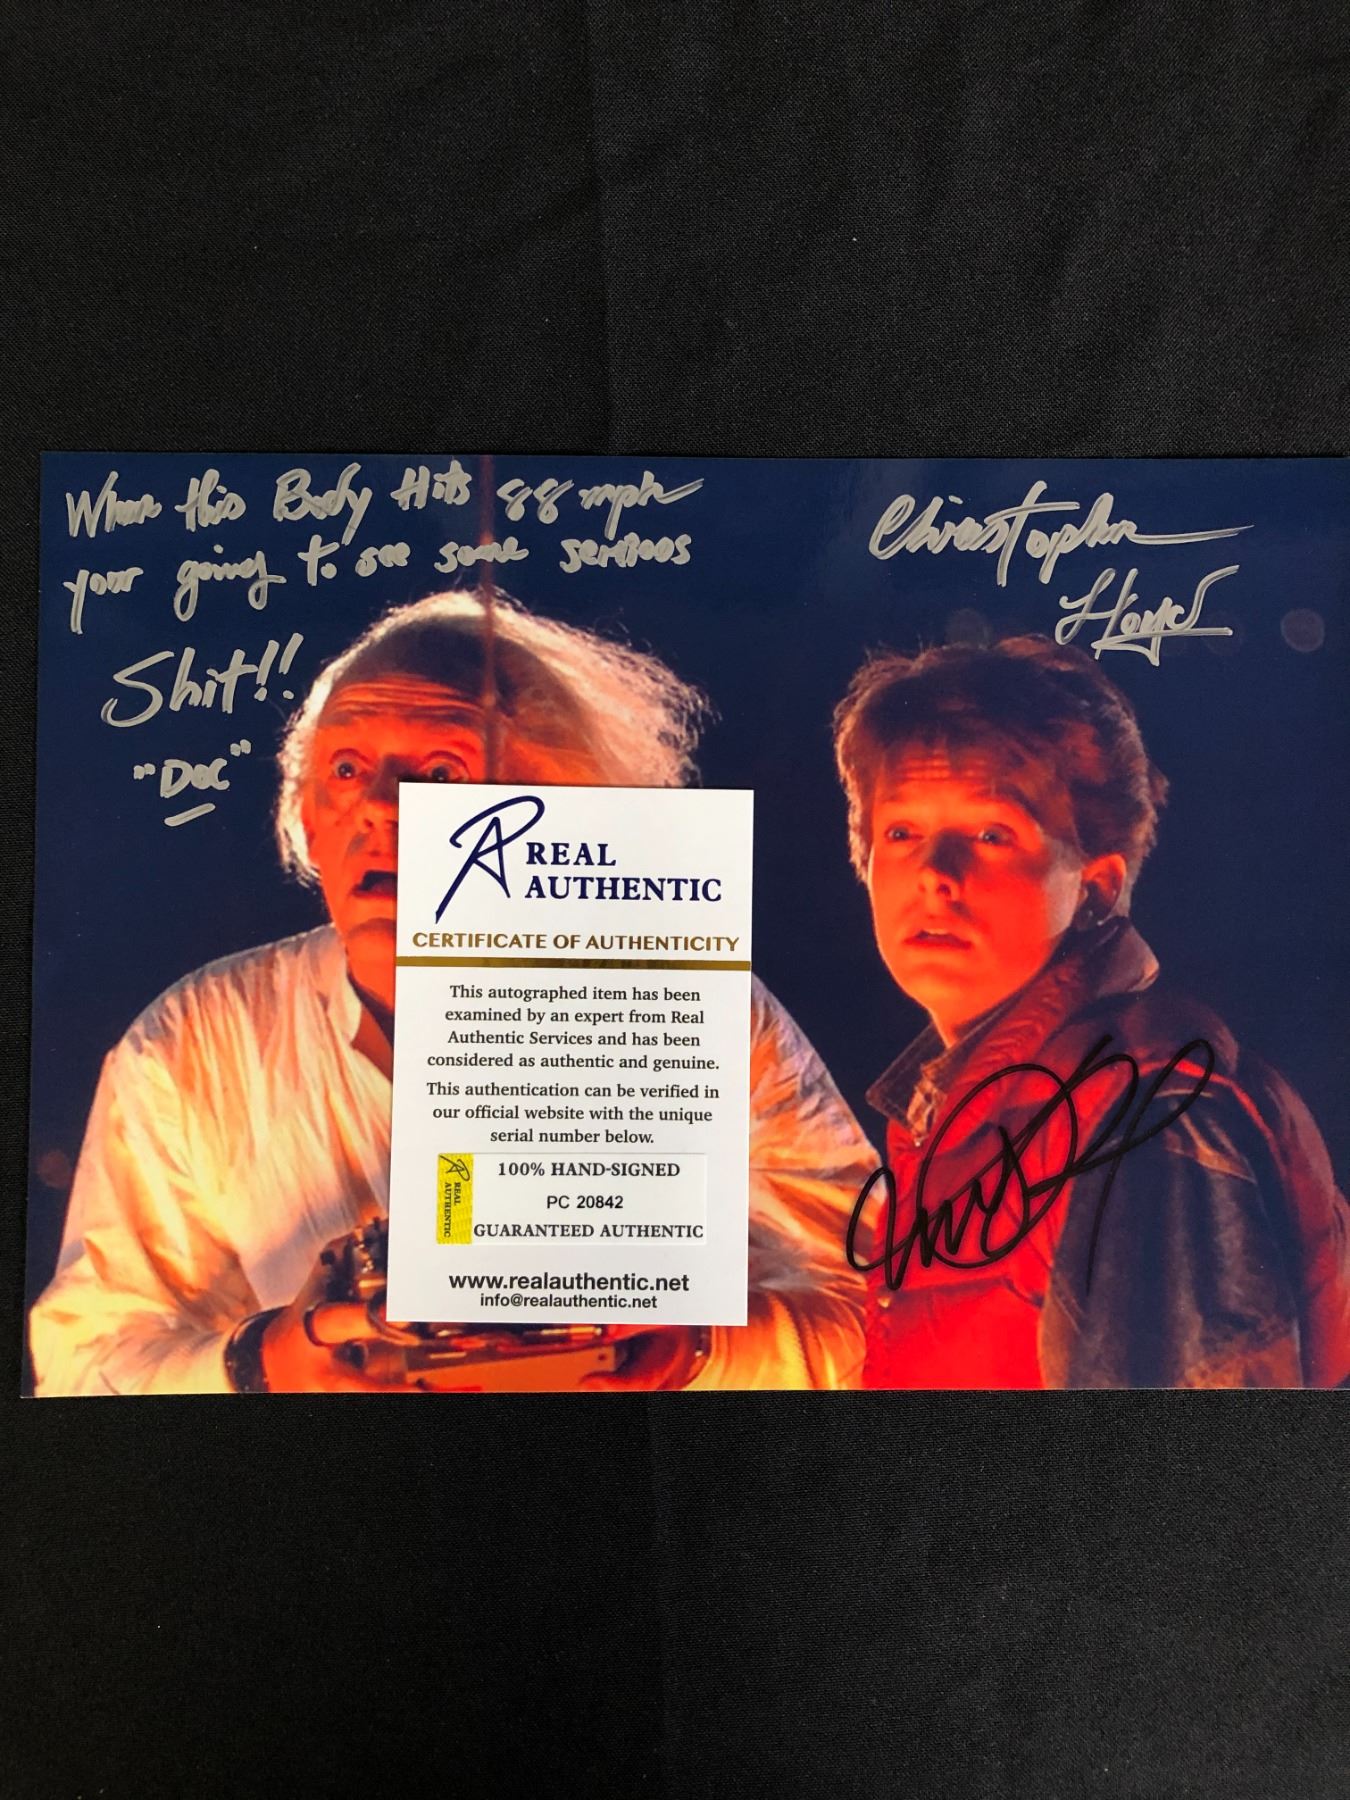 When this Body Hits 88 mph
your going to see some serious
Shit!!
"Doc"
Christopher
Lloyd
REAL
AUTHENTIC
CERTIFICATE OF AUTHENTICITY
This autographed item has been
examined by an expert from Real
Authentic Services and has been
considered as authentic and genuine.
This authentication can be verified in
our official website with the unique
serial number below.
REAL AUTHENTIC
100% HAND-SIGNED
PC 20842
GUARANTEED AUTHENTIC
www.realauthentic.net
info@realauthentic.net